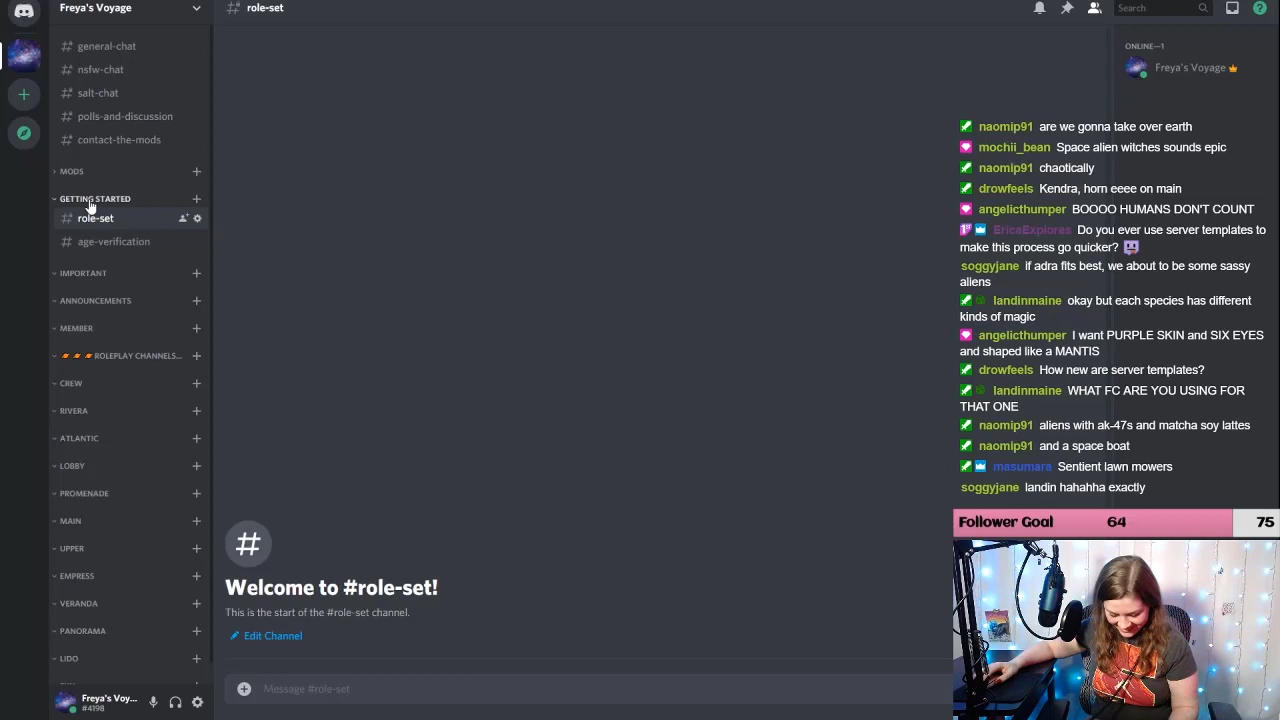 Freya's Voyage
role-set
Search
general-chat
nsfw-chat
salt-chat
polls-and-discussion
contact-the-mods
MODS
GETTING STARTED
role-set
age-verification
IMPORTANT
ANNOUNCEMENTS
MEMBER
ROLEPLAY CHANNELS...
CREW
RIVERA
ATLANTIC
LOBBY
PROMENADE
MAIN
UPPER
EMPRESS
VERANDA
PANORAMA
LIDO
Freya's Voy...
#4198
Welcome to #role-set!
This is the start of the #role-set channel.
Edit Channel
Message #role-set
ONLINE—1
Freya's Voyage
naomip91 are we gonna take over earth
mochii_bean Space alien witches sounds epic
naomip91 chaotically
drowfeels Kendra, horn eeee on main
angelicthumper BOOOO HUMANS DON'T COUNT
EricaExplores Do you ever use server templates to
make this process go quicker?
soggyjane if adra fits best, we about to be some sassy
aliens
landinmaine okay but each species has different
kinds of magic
angelicthumper I want PURPLE SKIN and SIX EYES
and shaped like a MANTIS
drowfeels How new are server templates?
landinmaine WHAT FC ARE YOU USING FOR
THAT ONE
naomip91 aliens with ak-47s and matcha soy lattes
naomip91 and a space boat
masumara Sentient lawn mowers
soggyjane landin hahahha exactly
Follower Goal 64 75